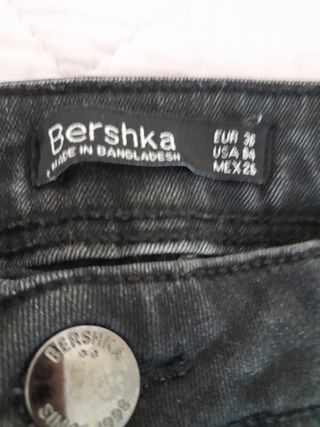 Bershka
MADE IN BANGLADESH
EUR 36
USA 04
MEX 26
BERSHKA
SINCE 1998